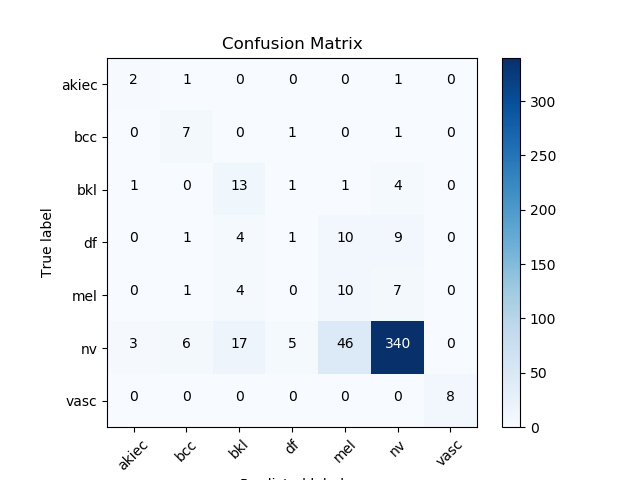 Confusion Matrix
akiec 2 1 0 0 0 1 0
bcc 0 7 0 1 0 1 0
bkl 1 0 13 1 1 4 0
df 0 1 4 1 10 9 0
mel 0 1 4 0 10 7 0
nv 3 6 17 5 46 340 0
vasc 0 0 0 0 0 0 8
akiec bcc bkl df mel nv vasc
True label
300
250
200
150
100
50
0